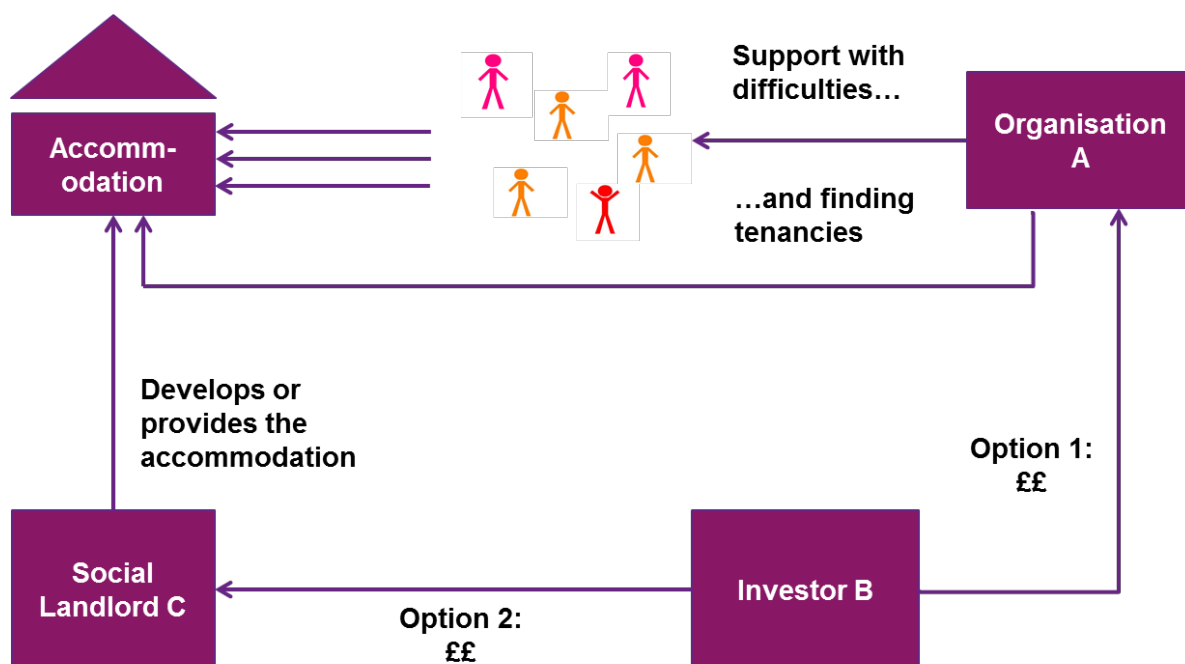 Support with
difficulties…
Organisation
A
Accomm-
odation
…and finding
tenancies
Develops or
provides the
accommodation
Option 1:
££
Social
Landlord C
Investor B
Option 2:
££